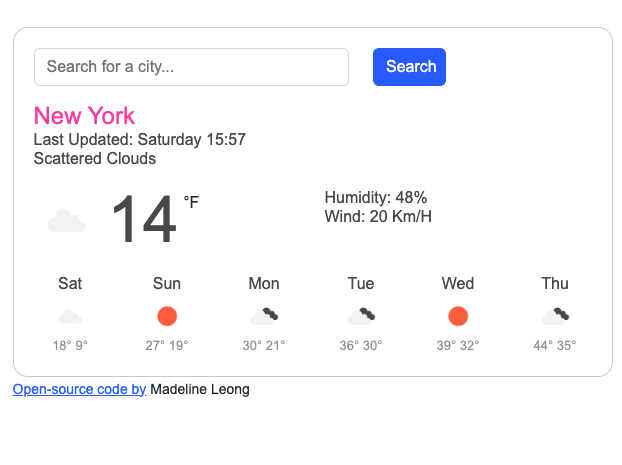 Search for a city...
Search
New York
Last Updated: Saturday 15:57
Scattered Clouds
14 °F
Humidity: 48%
Wind: 20 Km/H
Sat Sun Mon Tue Wed Thu
18° 9° 27° 19° 30° 21° 36° 30° 39° 32° 44° 35°
Open-source code by Madeline Leong